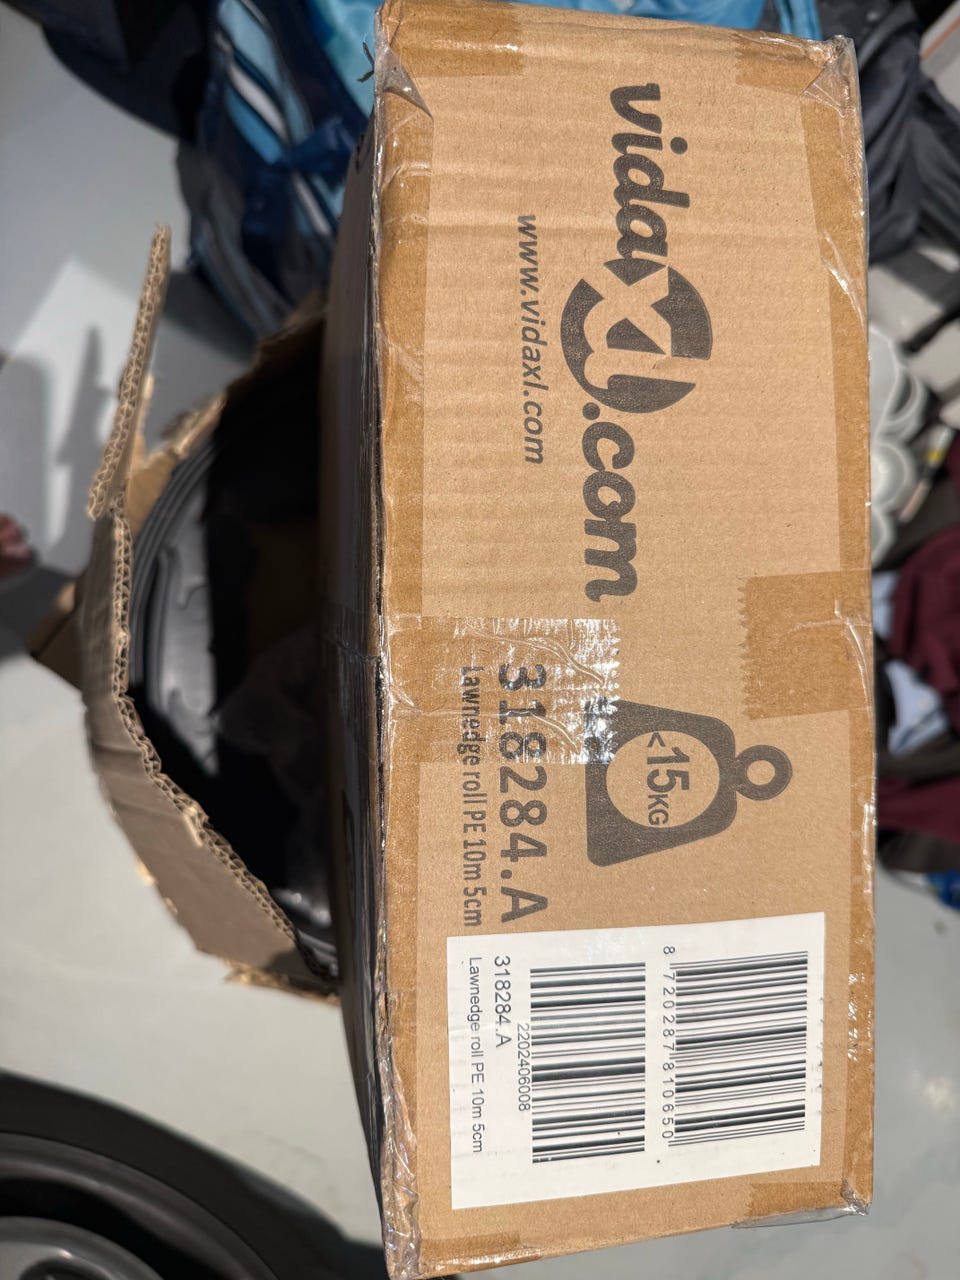 vidaXL.com
www.vidaxl.com
<15KG
318284.A
Lawnedge roll PE 10m 5cm
8 720287 810650
2202406008
318284.A
Lawnedge roll PE 10m 5cm